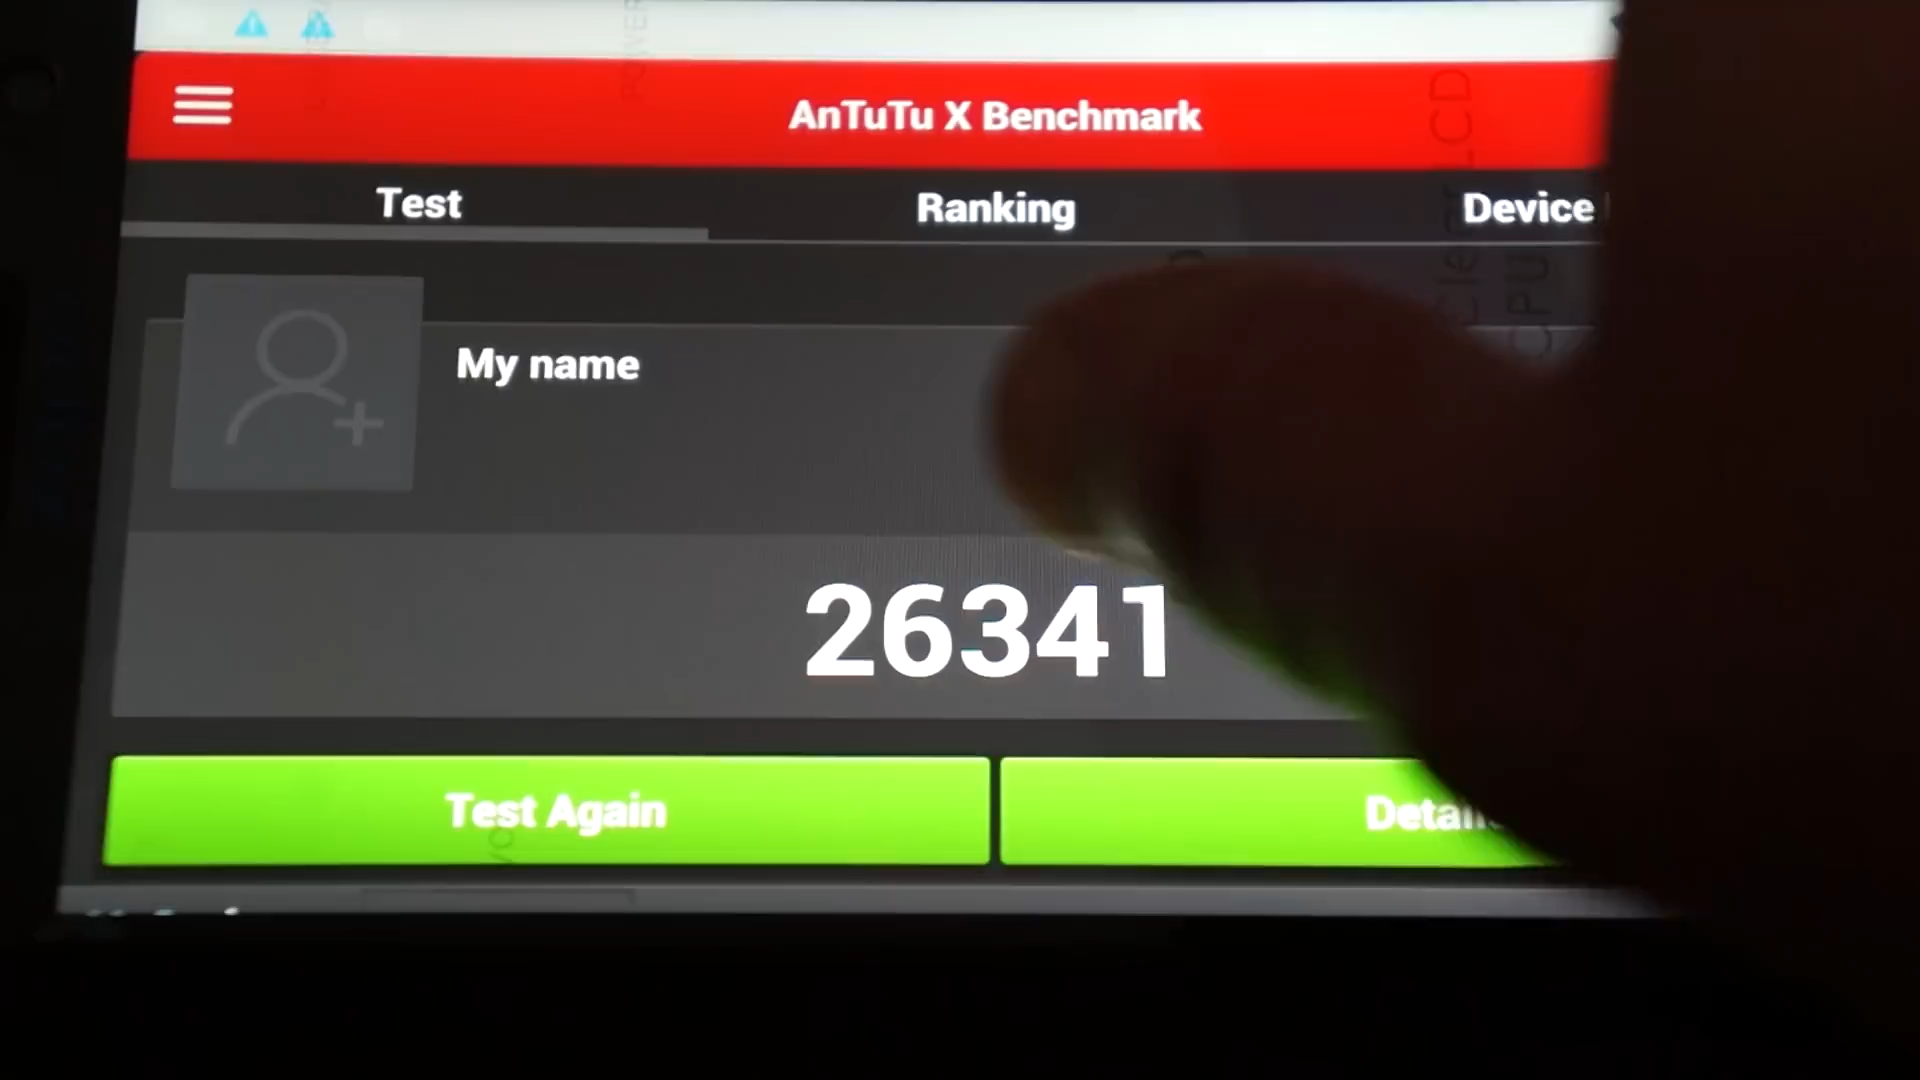 AnTuTu X Benchmark
Test
Ranking
Device
My name
26341
Test Again